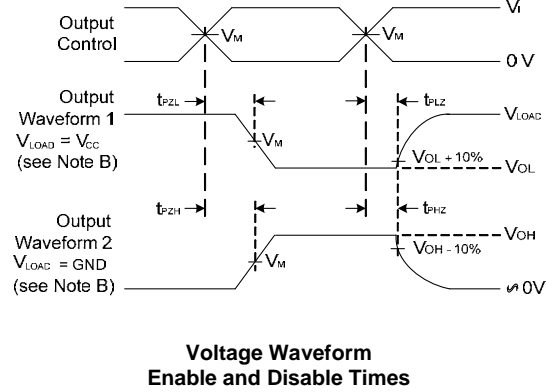 Output
Control
VM
VM
VI
0 V
Output
Waveform 1
VLOAD = VCC
(see Note B)
tPZL
tPLZ
VM
VLOAD
VOL + 10%
VOL
Output
Waveform 2
VLOAD = GND
(see Note B)
tPZH
tPHZ
VM
VOH
VOH - 10%
∽ 0V
Voltage Waveform
Enable and Disable Times